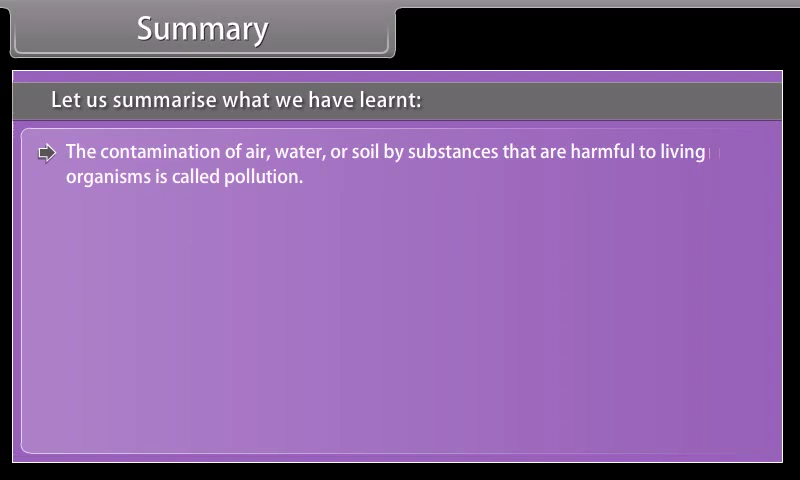 Summary
Let us summarise what we have learnt:
The contamination of air, water, or soil by substances that are harmful to living
organisms is called pollution.